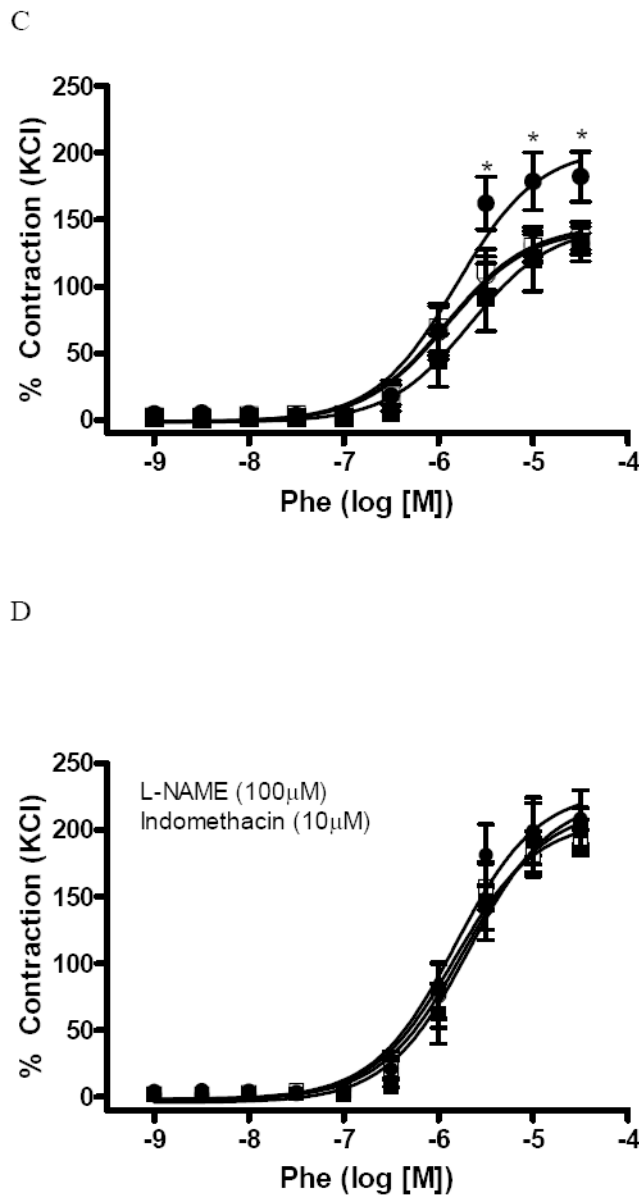 C
250
200
150
100
50
0
% Contraction (KCl)
* * *
-9 -8 -7 -6 -5 -4
Phe (log [M])
D
250
200
150
100
50
0
% Contraction (KCl)
L-NAME (100μM)
Indomethacin (10μM)
-9 -8 -7 -6 -5 -4
Phe (log [M])